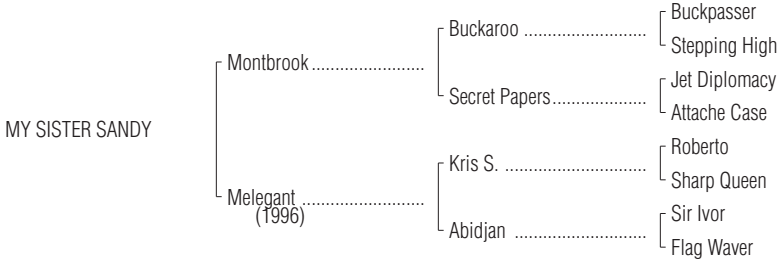 Buckpasser
Buckaroo ..............................
Stepping High
Montbrook ...........................
Jet Diplomacy
Secret Papers .......................
Attache Case
MY SISTER SANDY
Roberto
Kris S. ..................................
Sharp Queen
Melegant .............................
(1996)
Sir Ivor
Abidjan ................................
Flag Waver